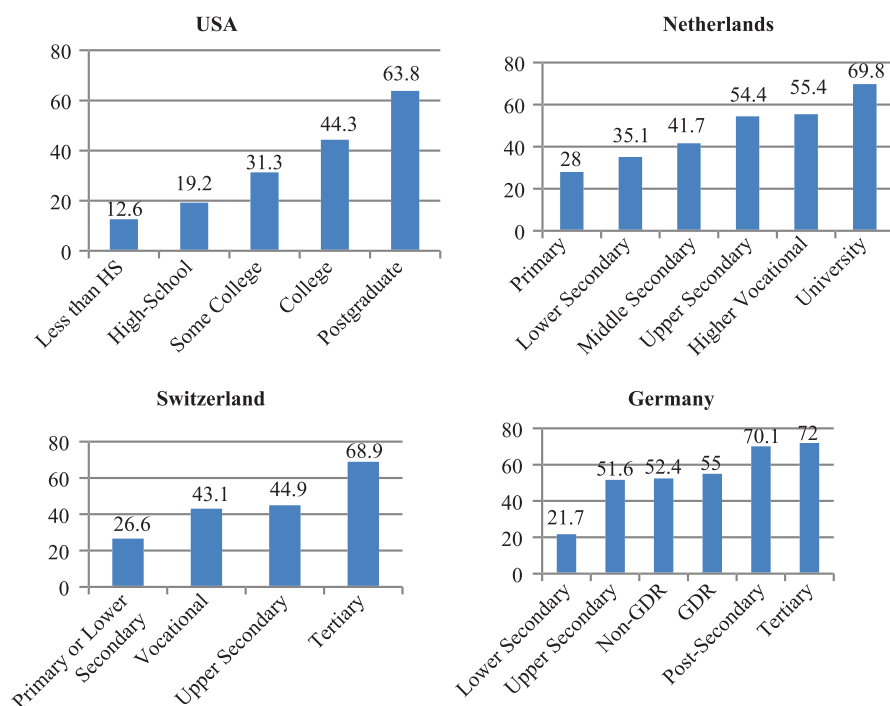 USA
80
60
40
20
0
12.6
19.2
31.3
44.3
63.8
Less than HS
High-School
Some College
College
Postgraduate
Netherlands
80
60
40
20
0
28
35.1
41.7
54.4
55.4
69.8
Primary
Lower Secondary
Middle Secondary
Upper Secondary
Higher Vocational
University
Switzerland
80
60
40
20
0
26.6
43.1
44.9
68.9
Primary or Lower
Secondary
Vocational
Upper Secondary
Tertiary
Germany
80
60
40
20
0
21.7
51.6
52.4
55
70.1
72
Lower Secondary
Upper Secondary
Non-GDR
GDR
Post-Secondary
Tertiary